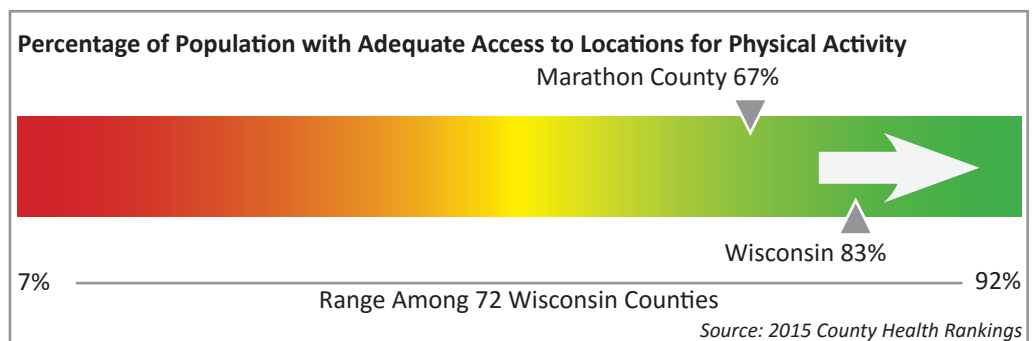 Percentage of Population with Adequate Access to Locations for Physical Activity
Marathon County 67%
Wisconsin 83%
7%
92%
Range Among 72 Wisconsin Counties
Source: 2015 County Health Rankings